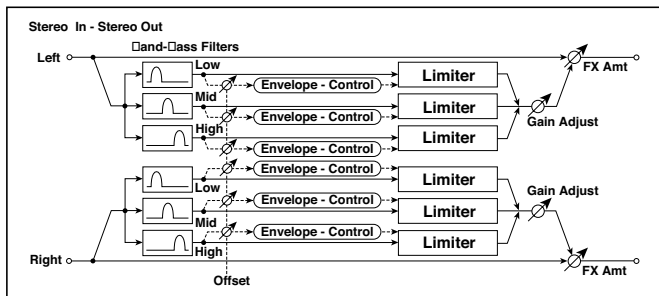 Stereo In - Stereo Out
□and-□ass Filters
Left
Low
Envelope - Control
Limiter
FX Amt
Mid
Envelope - Control
Limiter
High
Envelope - Control
Limiter
Gain Adjust
Envelope - Control
Limiter
Low
Gain Adjust
Envelope - Control
Limiter
Mid
Envelope - Control
Limiter
High
Right
FX Amt
Offset